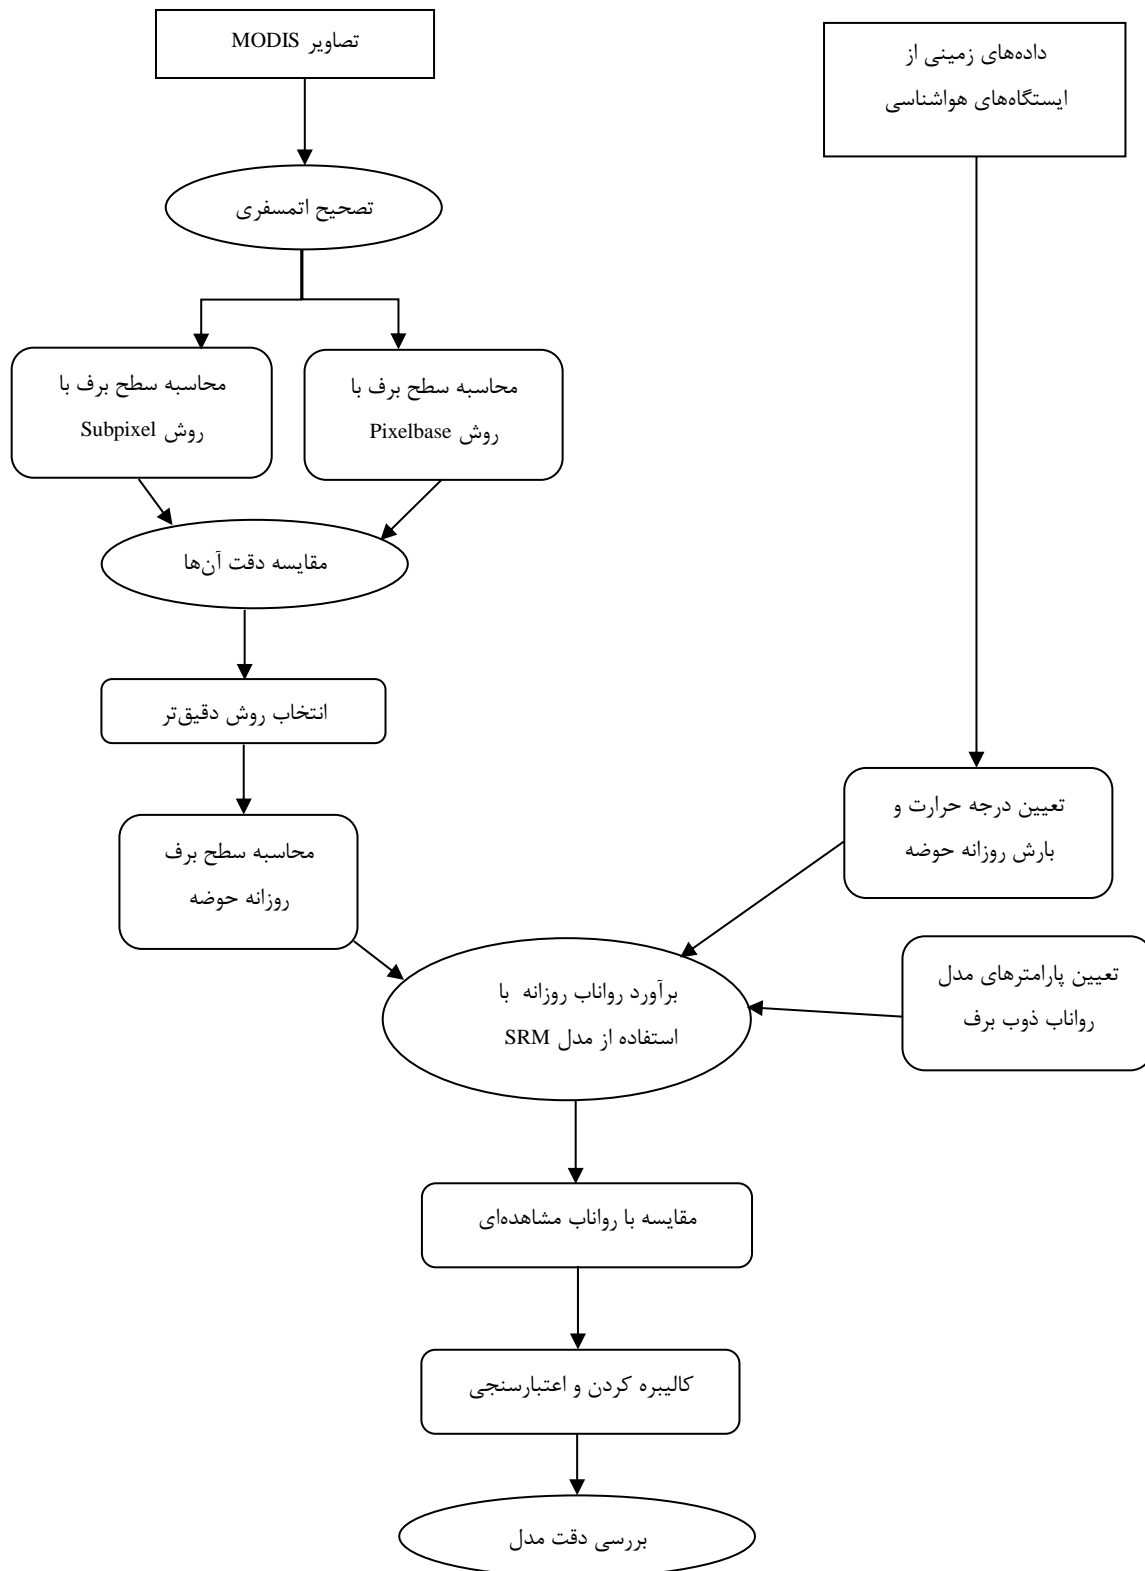 تصاویر MODIS
داده‌های زمینی از
ایستگاه‌های هواشناسی
تصحیح اتمسفری
محاسبه سطح برف با
روش Subpixel
محاسبه سطح برف با
روش Pixelbase
مقایسه دقت آن‌ها
انتخاب روش دقیق‌تر
محاسبه سطح برف
روزانه حوضه
تعیین درجه حرارت و
بارش روزانه حوضه
تعیین پارامترهای مدل
رواناب ذوب برف
برآورد رواناب روزانه با
استفاده از مدل SRM
مقایسه با رواناب مشاهده‌ای
کالیبره کردن و اعتبارسنجی
بررسی دقت مدل